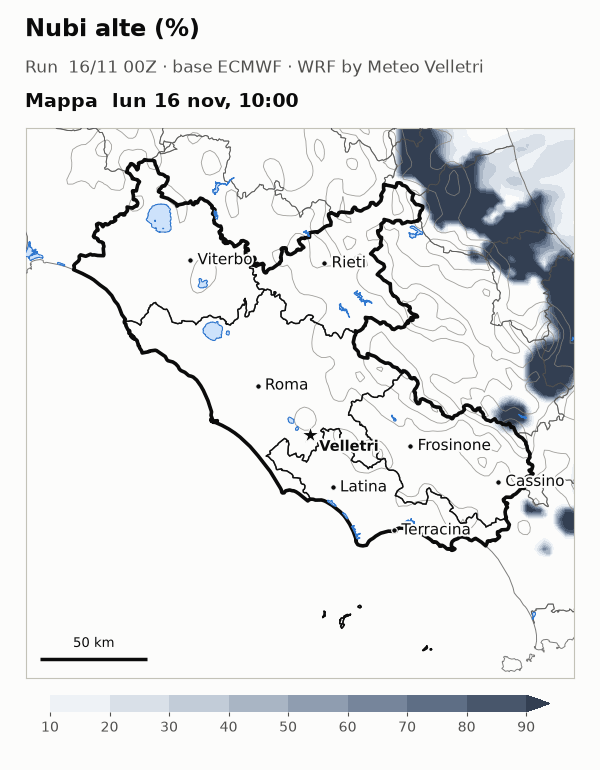 Nubi alte (%)
Run  16/11 00Z · base ECMWF · WRF by Meteo Velletri
Mappa  lun 16 nov, 10:00
Viterbo
Rieti
Roma
Velletri
Frosinone
Cassino
Latina
Terracina
50 km
10 20 30 40 50 60 70 80 90